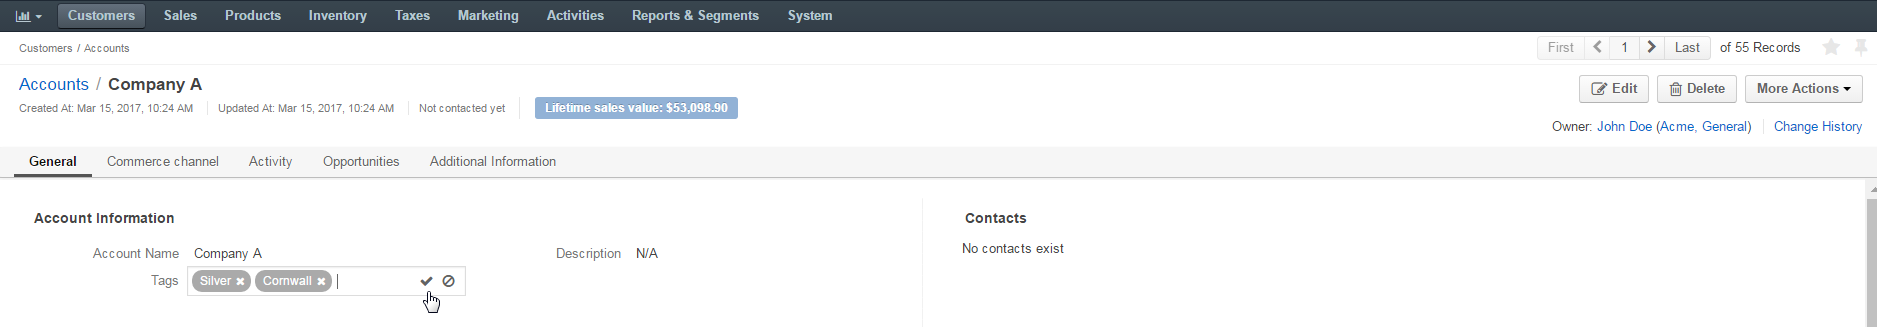 Customers Sales Products Inventory Taxes Marketing Activities Reports & Segments System
Customers / Accounts First 1 Last of 55 Records
Accounts / Company A Edit Delete More Actions
Created At: Mar 15, 2017, 10:24 AM Updated At: Mar 15, 2017, 10:24 AM Not contacted yet Lifetime sales value: $53,098.90
Owner: John Doe (Acme, General) Change History
General Commerce channel Activity Opportunities Additional Information
Account Information Contacts
Account Name Company A Description N/A No contacts exist
Tags Silver Cornwall